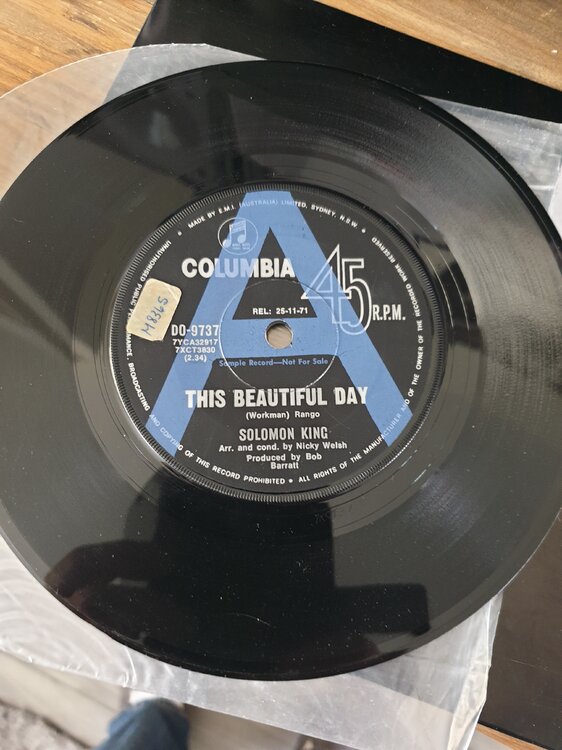 MADE BY E.M.I. (AUSTRALIA) LIMITED, SYDNEY, N.S.W.
A
COLUMBIA
45
R.P.M.
REL: 25-11-71
M8365
DO-9737
7YCA32917
7XCT3830
(2.34)
Sample Record—Not For Sale
THIS BEAUTIFUL DAY
(Workman) Rango
SOLOMON KING
Arr. and cond. by Nicky Welsh
Produced by Bob
Barratt
UNAUTHORISED PUBLIC BROADCASTING AND COPYING OF THIS RECORD PROHIBITED • ALL RIGHTS OF THE MANUFACTURER AND OF THE OWNER OF THE RECORDED WORK RESERVED